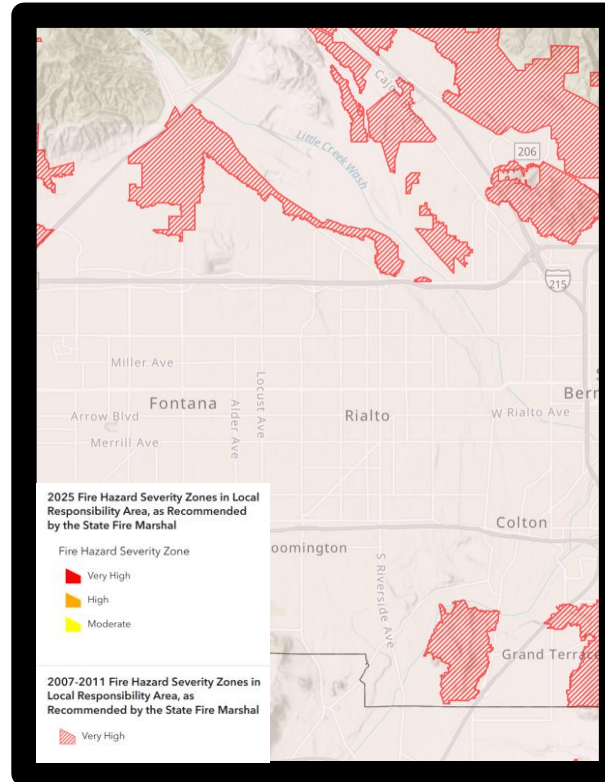 Cajo
Little Creek Wash
206
215
Miller Ave
Fontana
Locust Ave
Alder Ave
Arrow Blvd
Merrill Ave
Rialto
W Rialto Ave
S
Bern
Colton
oomington
S Riverside Ave
Grand Terrace
2025 Fire Hazard Severity Zones in Local
Responsibility Area, as Recommended
by the State Fire Marshal
Fire Hazard Severity Zone
Very High
High
Moderate
2007-2011 Fire Hazard Severity Zones in
Local Responsibility Area, as
Recommended by the State Fire Marshal
Very High